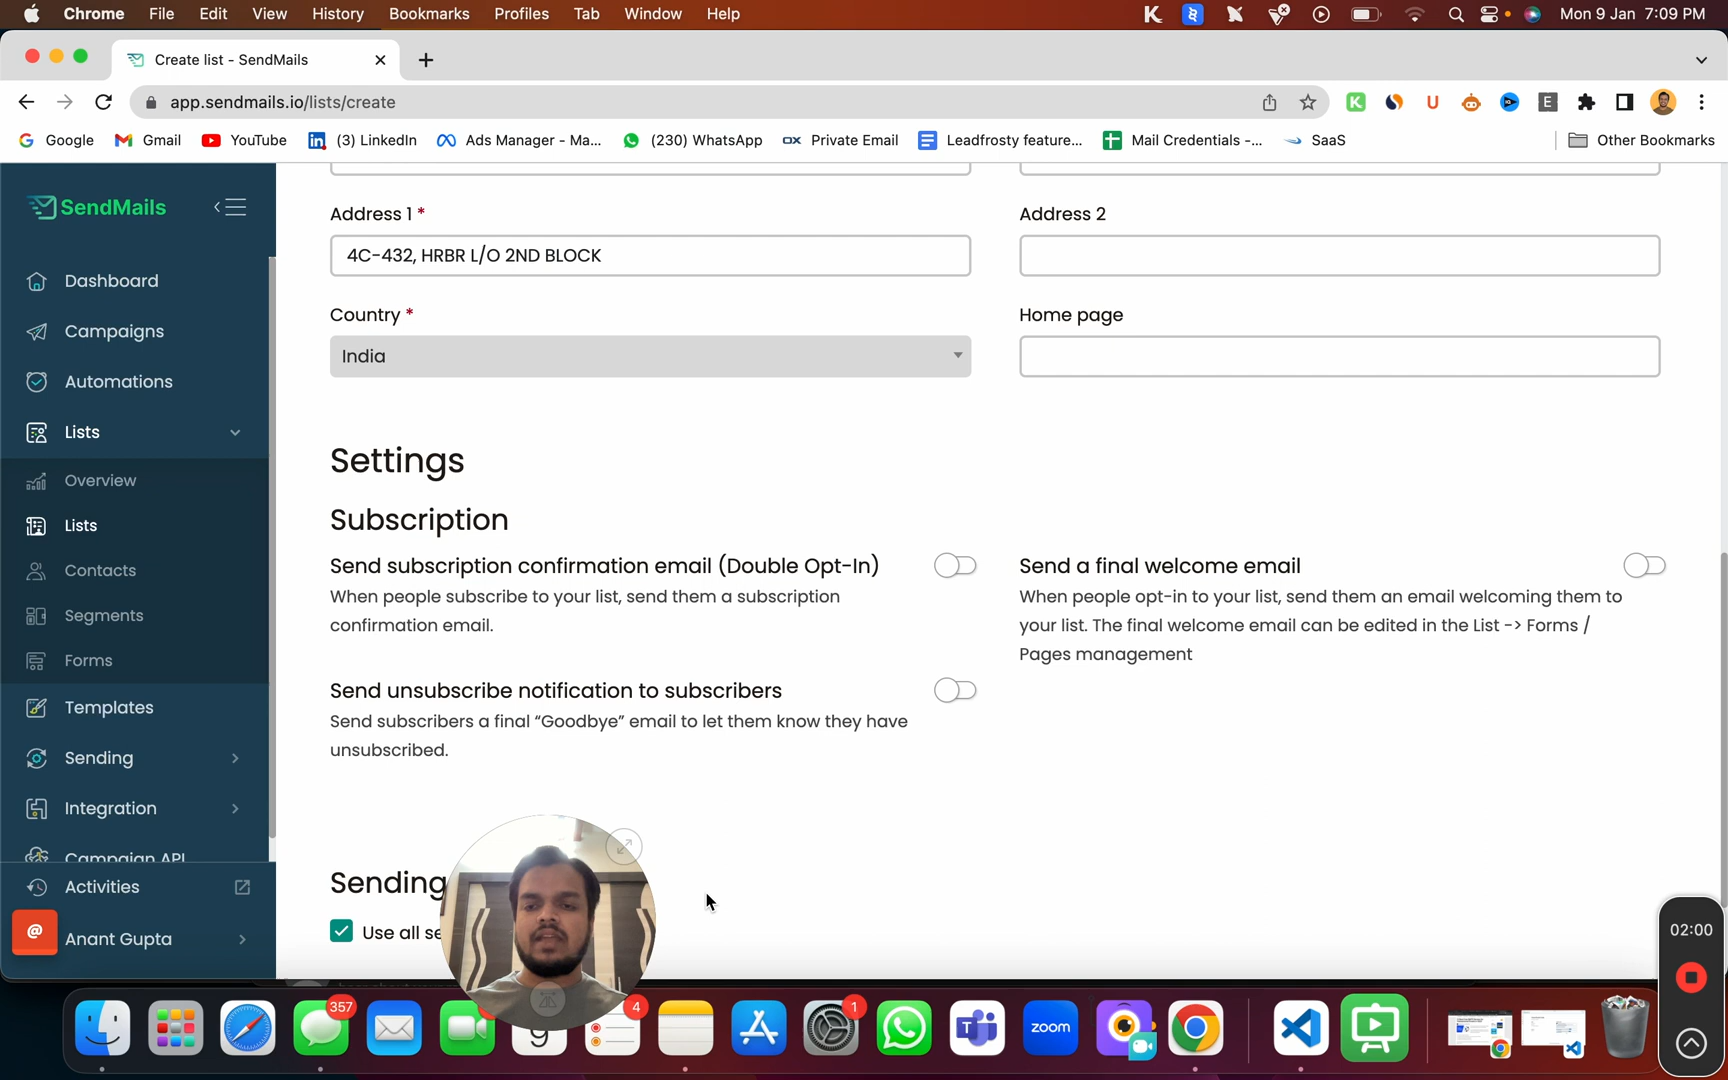 Chrome File Edit View History Bookmarks Profiles Tab Window Help
Mon 9 Jan 7:09 PM
Create list - SendMails
app.sendmails.io/lists/create
Google Gmail YouTube (3) LinkedIn Ads Manager - Ma... (230) WhatsApp Private Email Leadfrosty feature... Mail Credentials -... SaaS Other Bookmarks
SendMails
Dashboard
Campaigns
Automations
Lists
Overview
Lists
Contacts
Segments
Forms
Templates
Sending
Integration
Campaign API
Activities
@ Anant Gupta
Address 1 *
4C-432, HRBR L/O 2ND BLOCK
Address 2
Country *
India
Home page
Settings
Subscription
Send subscription confirmation email (Double Opt-In)
When people subscribe to your list, send them a subscription
confirmation email.
Send a final welcome email
When people opt-in to your list, send them an email welcoming them to
your list. The final welcome email can be edited in the List -> Forms /
Pages management
Send unsubscribe notification to subscribers
Send subscribers a final “Goodbye” email to let them know they have
unsubscribed.
Sending
Use all se
02:00
357
4
1
9
zoom